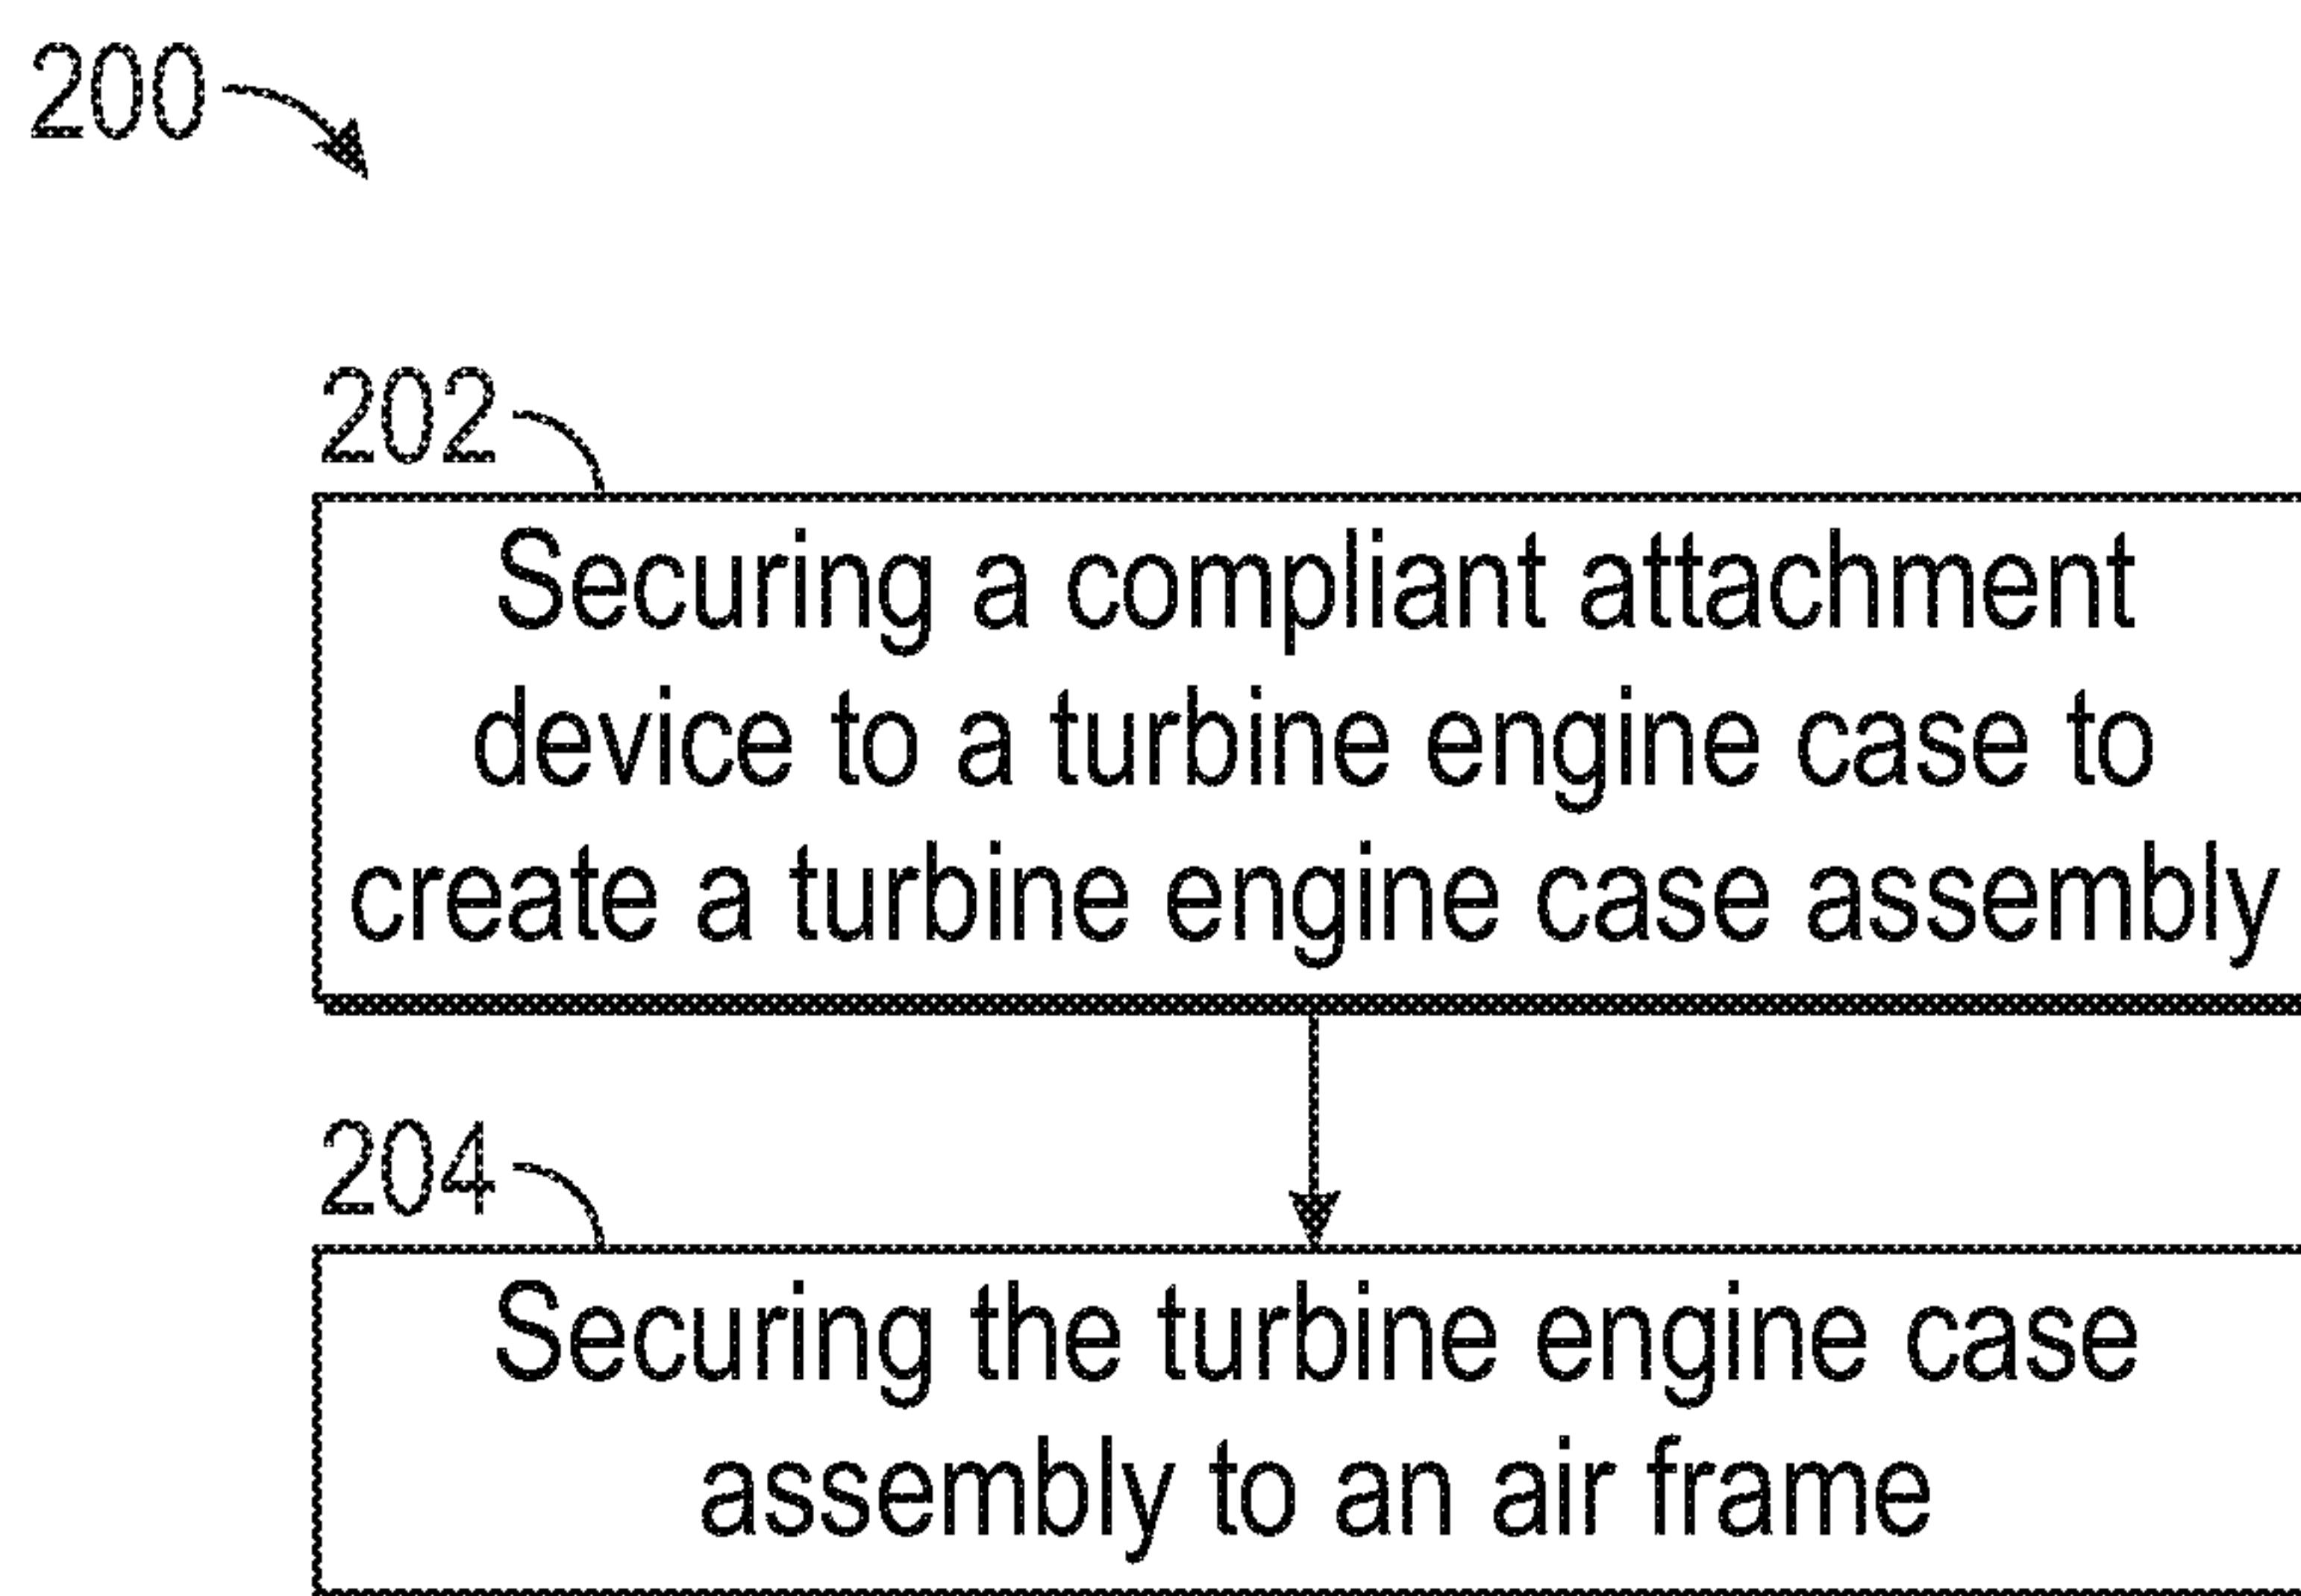 200
202
Securing a compliant attachment
device to a turbine engine case to
create a turbine engine case assembly
204
Securing the turbine engine case
assembly to an air frame